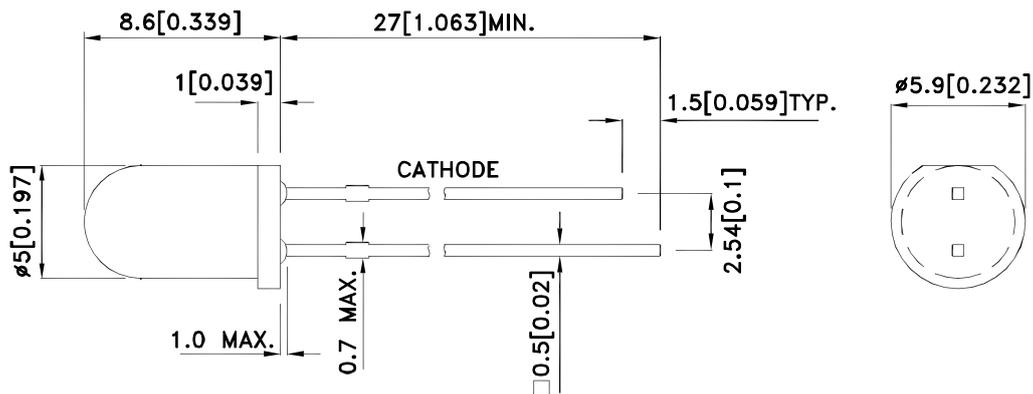 8.6[0.339]
27[1.063]MIN.
1[0.039]
1.5[0.059]TYP.
ø5.9[0.232]
CATHODE
ø5[0.197]
2.54[0.1]
1.0 MAX.
0.7 MAX.
□0.5[0.02]